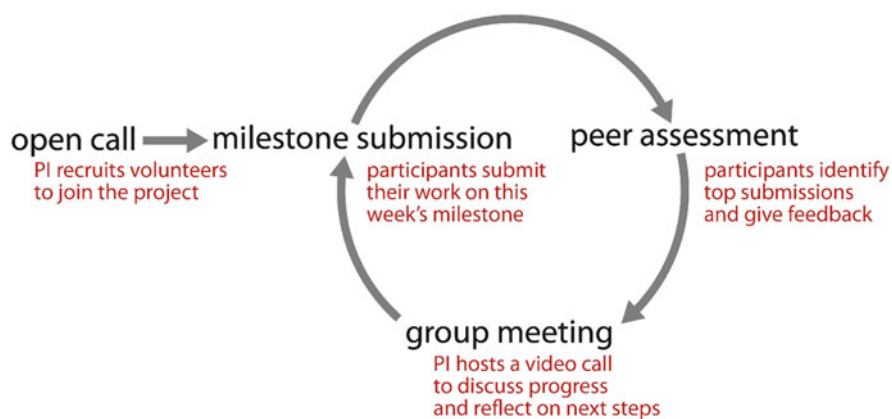 open call
PI recruits volunteers
to join the project
milestone submission
participants submit
their work on this
week's milestone
peer assessment
participants identify
top submissions
and give feedback
group meeting
PI hosts a video call
to discuss progress
and reflect on next steps